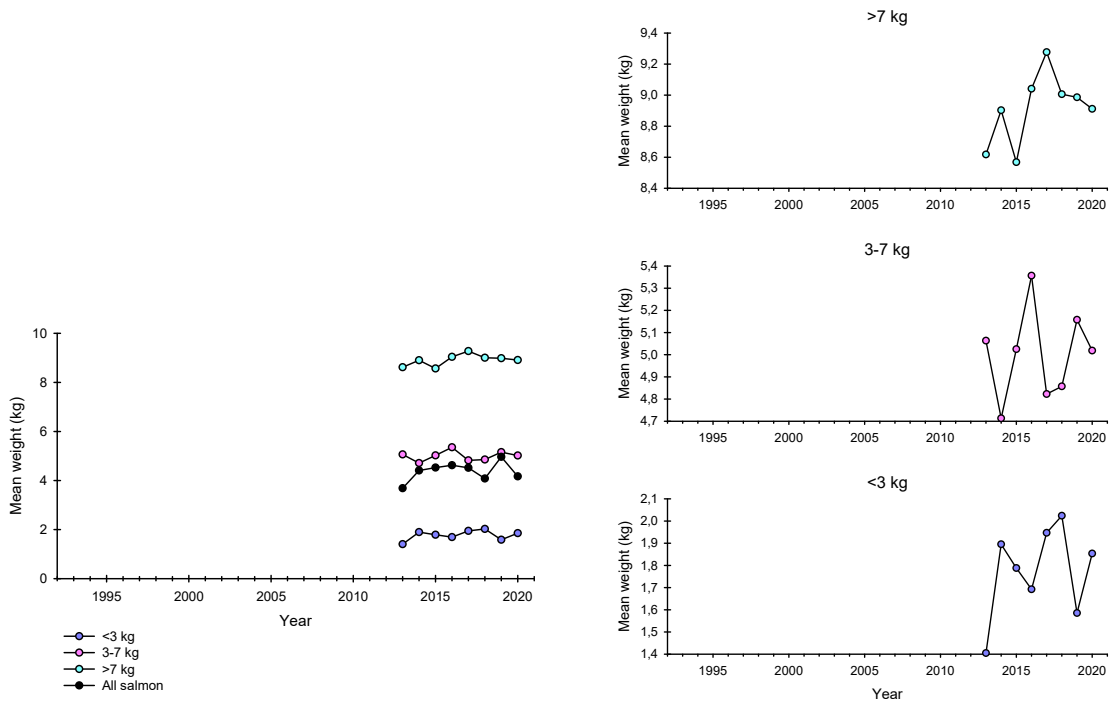 Mean weight (kg)
10
8
6
4
2
0
1995 2000 2005 2010 2015 2020
Year
<3 kg
3-7 kg
>7 kg
All salmon
>7 kg
Mean weight (kg)
9,4
9,2
9,0
8,8
8,6
8,4
1995 2000 2005 2010 2015 2020
3-7 kg
Mean weight (kg)
5,4
5,3
5,2
5,1
5,0
4,9
4,8
4,7
1995 2000 2005 2010 2015 2020
<3 kg
Mean weight (kg)
2,1
2,0
1,9
1,8
1,7
1,6
1,5
1,4
1995 2000 2005 2010 2015 2020
Year